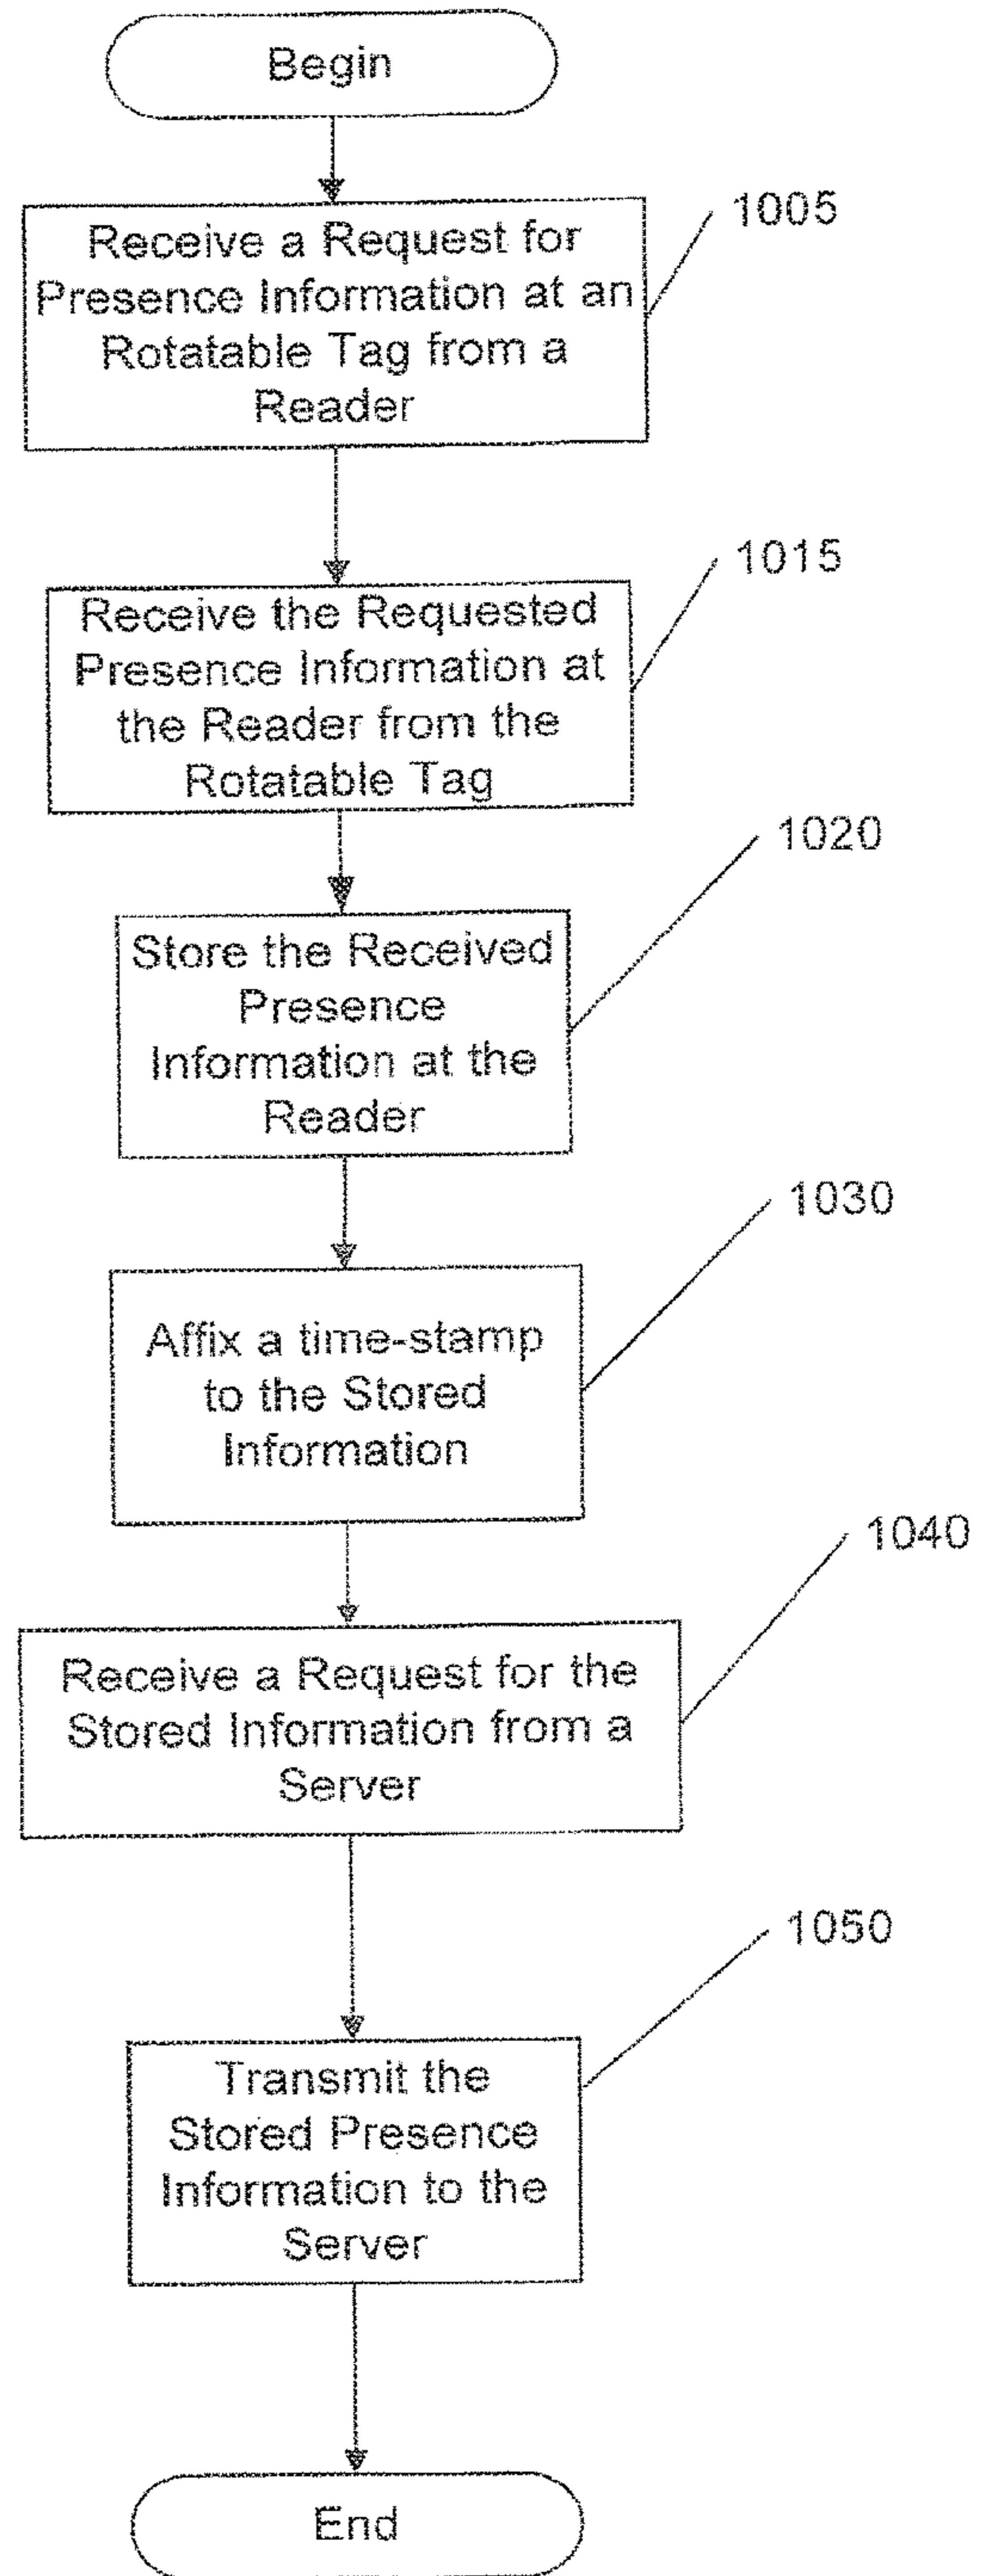 Begin
1005
Receive a Request for
Presence Information at an
Rotatable Tag from a
Reader
1015
Receive the Requested
Presence Information at
the Reader from the
Rotatable Tag
1020
Store the Received
Presence
Information at the
Reader
1030
Affix a time-stamp
to the Stored
Information
1040
Receive a Request for the
Stored Information from a
Server
1050
Transmit the
Stored Presence
Information to the
Server
End